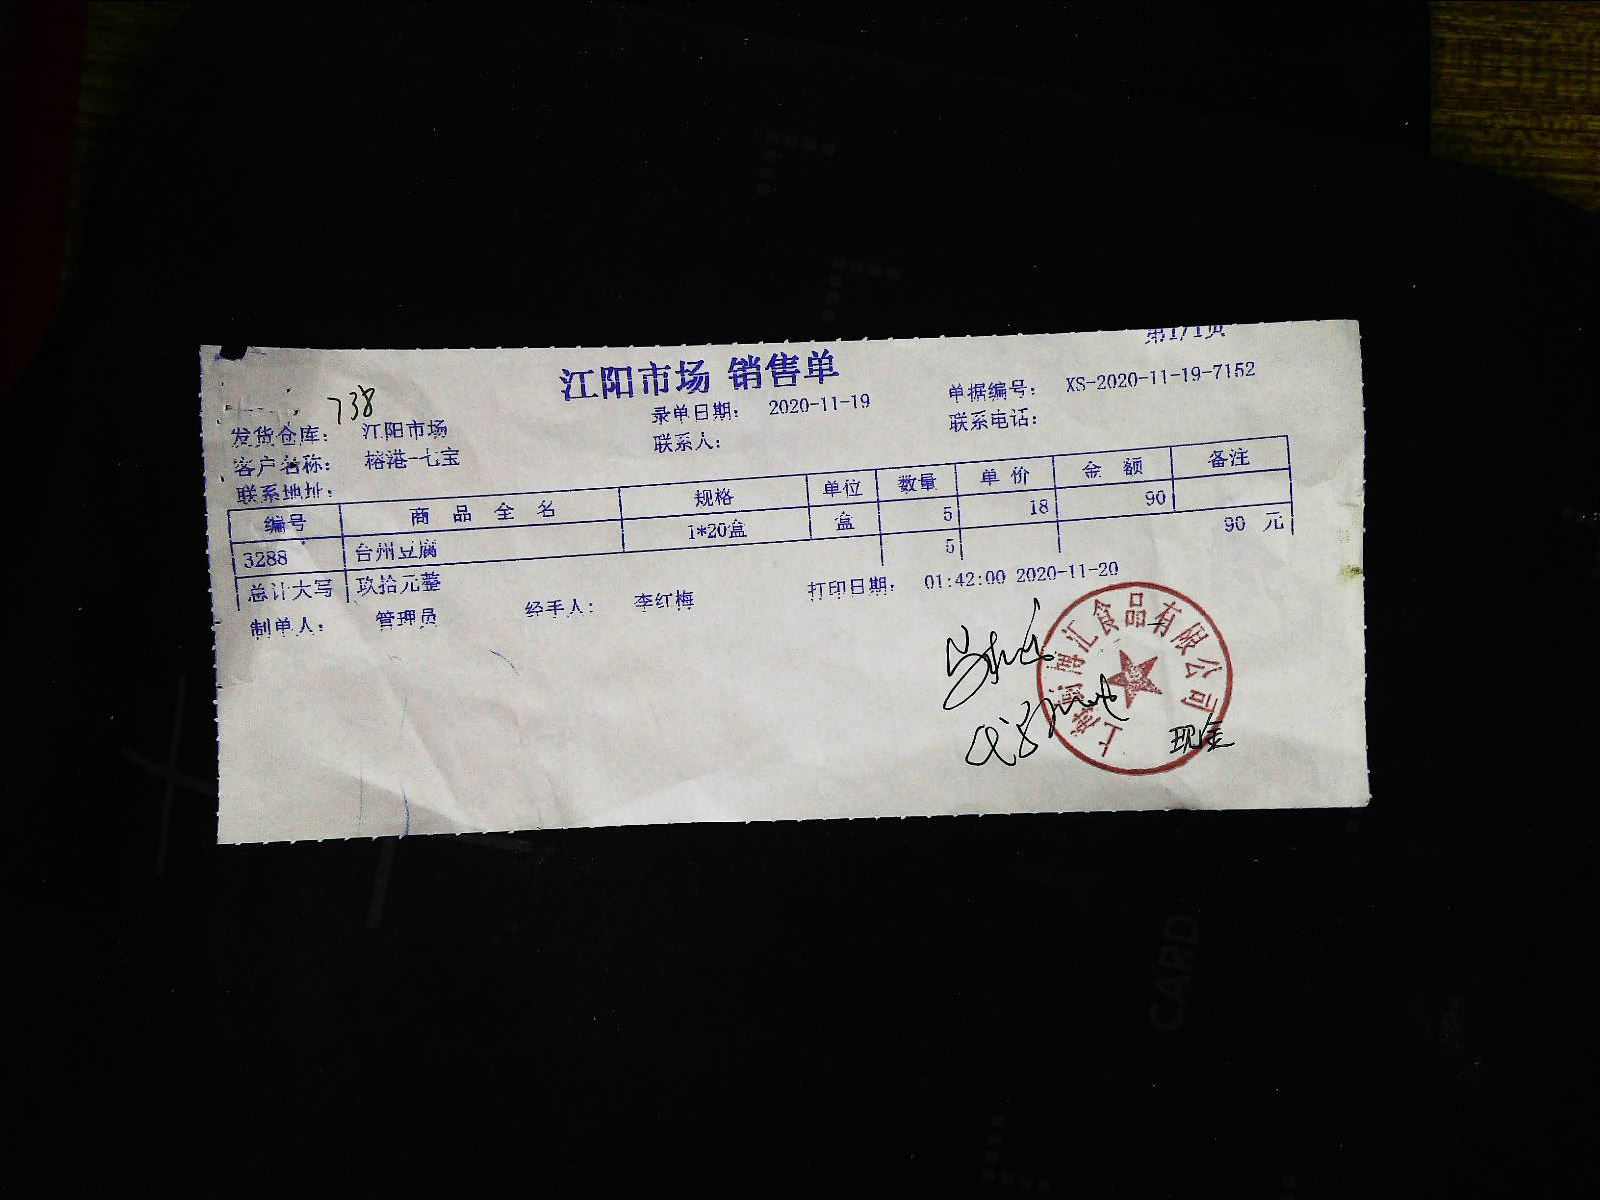 第1/1页
江阳市场 销售单
738
录单日期： 2020-11-19
单据编号： XS-2020-11-19-7152
发货仓库： 江阳市场
联系人：
联系电话：
客户名称： 榕港-七宝
联系地址：
编号 商 品 全 名 规格 单位 数量 单 价 金 额 备注
3288 台州豆腐 1*20盒 盒 5 18 90
总计大写 玖拾元整 5 90 元
制单人： 管理员 经手人： 李红梅 打印日期： 01:42:00 2020-11-20
食品有限公司
现金
CARD